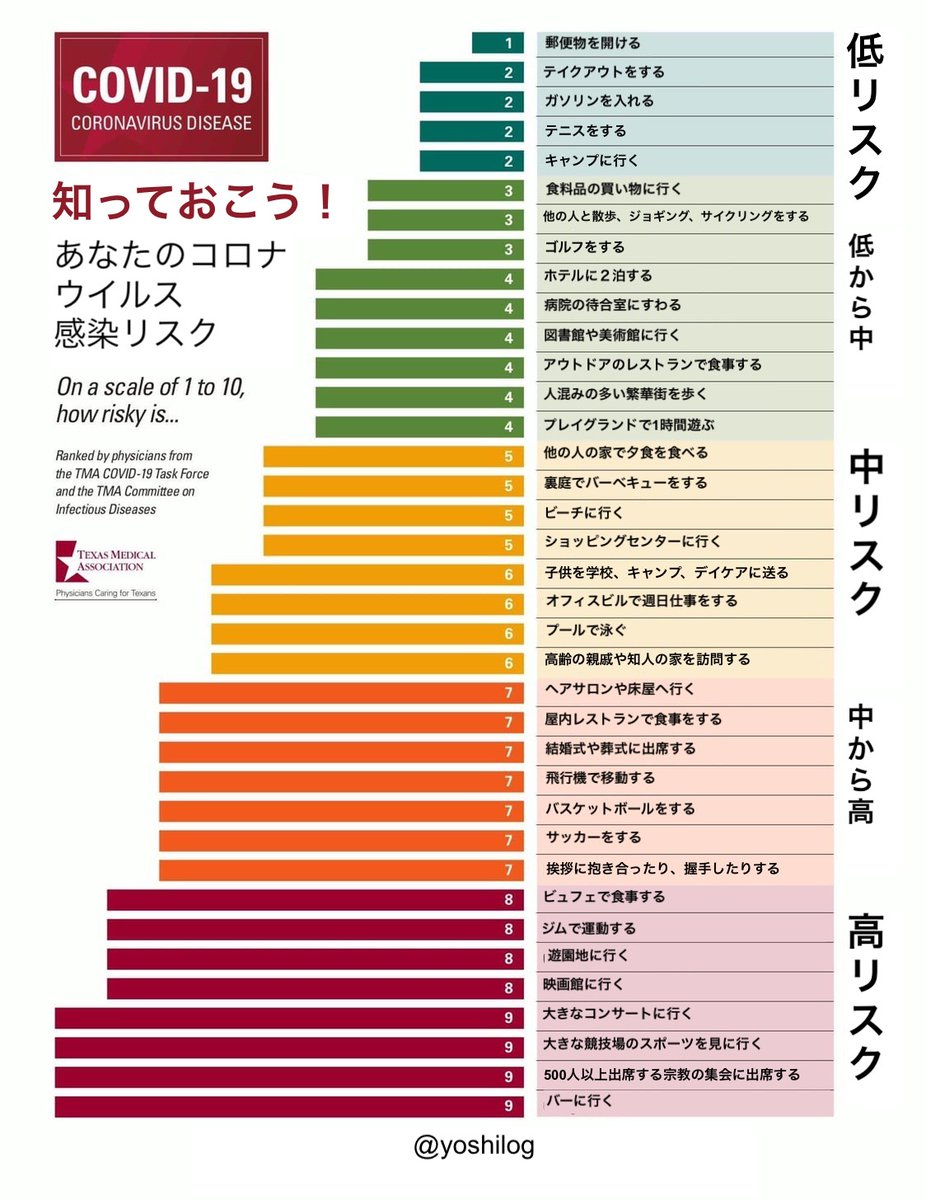 COVID-19
CORONAVIRUS DISEASE
知っておこう！
あなたのコロナ
ウイルス
感染リスク
On a scale of 1 to 10,
how risky is...
Ranked by physicians from
the TMA COVID-19 Task Force
and the TMA Committee on
Infectious Diseases
TEXAS MEDICAL
ASSOCIATION
Physicians Caring for Texans
低リスク
1 郵便物を開ける
2 テイクアウトをする
2 ガソリンを入れる
2 テニスをする
2 キャンプに行く
低から中
3 食料品の買い物に行く
3 他の人と散歩、ジョギング、サイクリングをする
3 ゴルフをする
4 ホテルに２泊する
4 病院の待合室にすわる
4 図書館や美術館に行く
4 アウトドアのレストランで食事する
4 人混みの多い繁華街を歩く
4 プレイグランドで1時間遊ぶ
中リスク
5 他の人の家で夕食を食べる
5 裏庭でバーベキューをする
5 ビーチに行く
5 ショッピングセンターに行く
6 子供を学校、キャンプ、デイケアに送る
6 オフィスビルで週日仕事をする
6 プールで泳ぐ
6 高齢の親戚や知人の家を訪問する
中から高
7 ヘアサロンや床屋へ行く
7 屋内レストランで食事をする
7 結婚式や葬式に出席する
7 飛行機で移動する
7 バスケットボールをする
7 サッカーをする
7 挨拶に抱き合ったり、握手したりする
高リスク
8 ビュフェで食事する
8 ジムで運動する
8 遊園地に行く
8 映画館に行く
9 大きなコンサートに行く
9 大きな競技場のスポーツを見に行く
9 500人以上出席する宗教の集会に出席する
9 バーに行く
@yoshilog